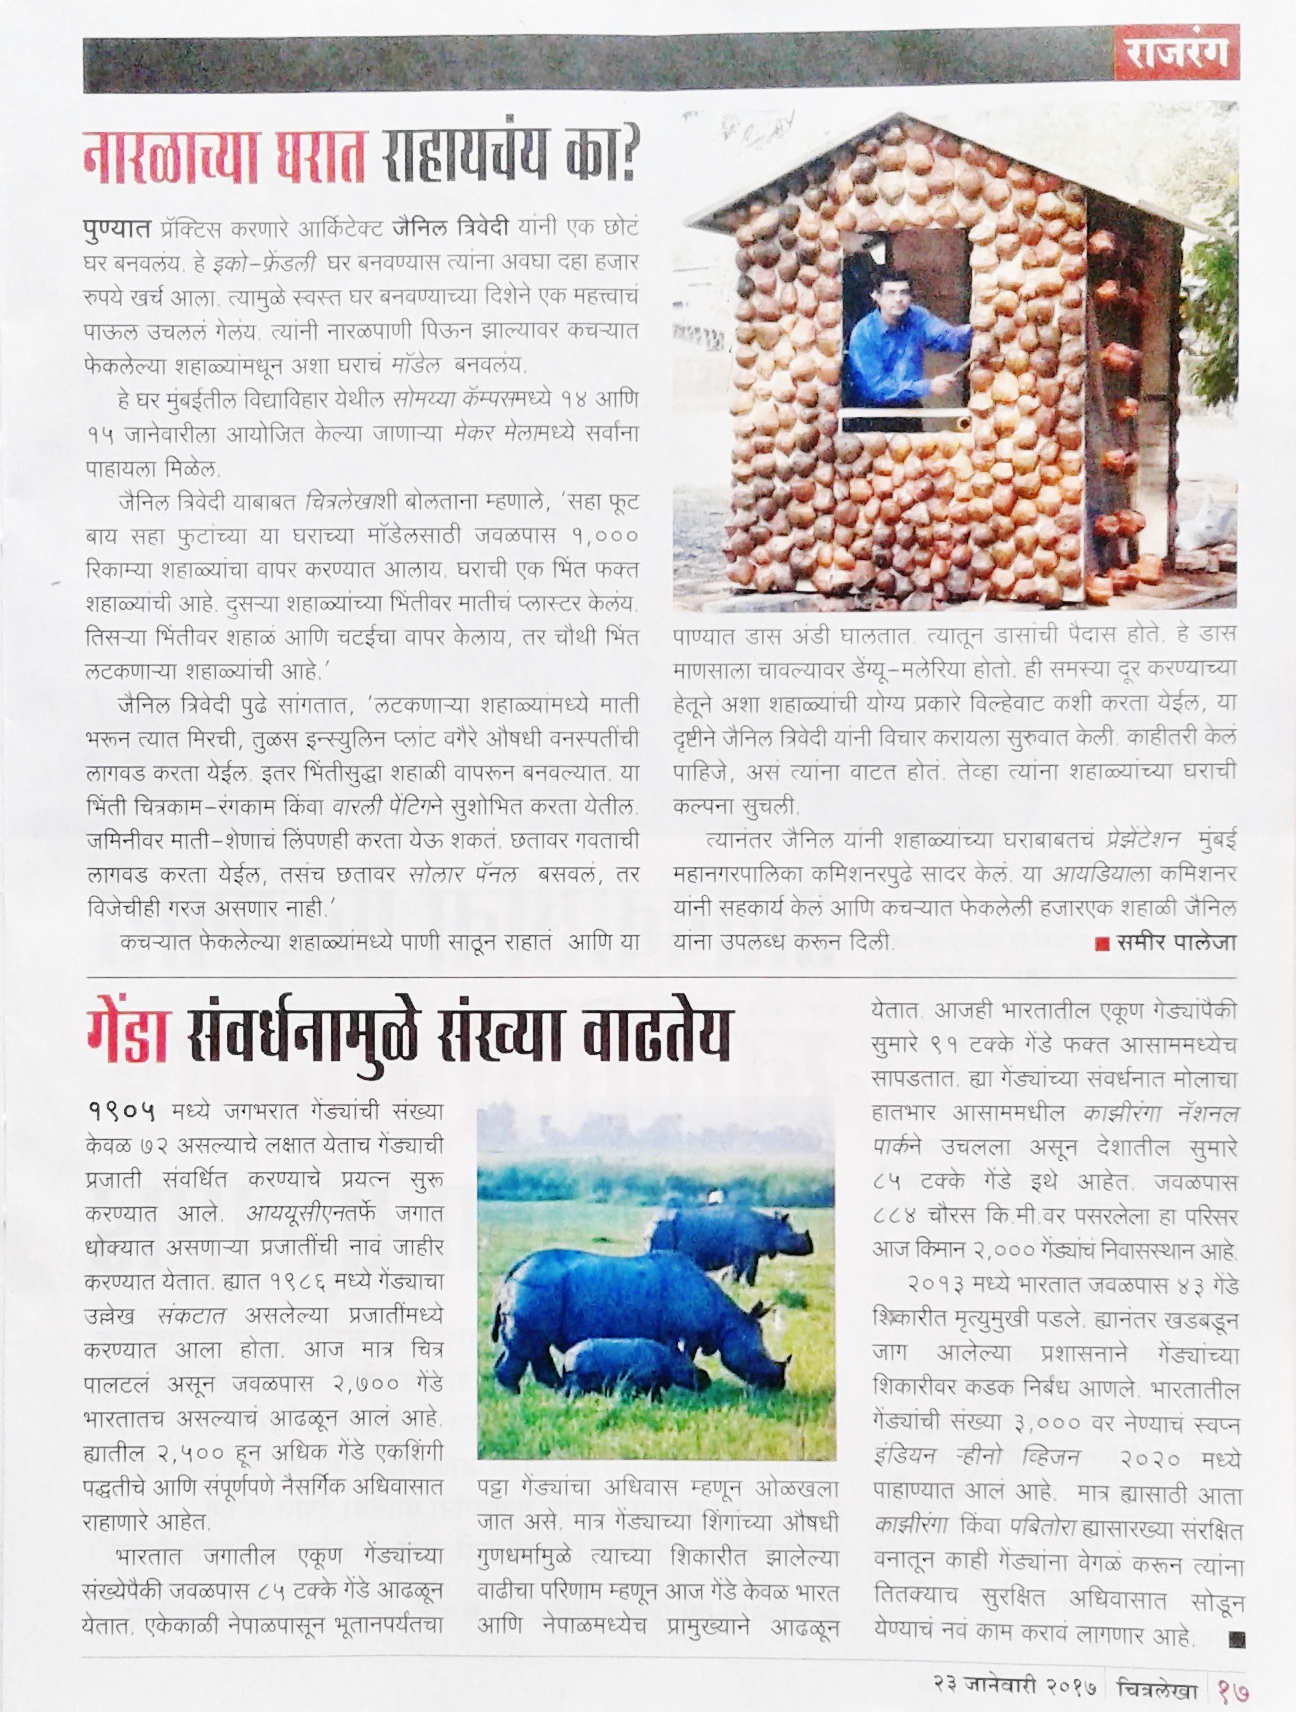 राजरंग
नारळाच्या घरात राहायचंय का?
पुण्यात प्रॅक्टिस करणारे आर्किटेक्ट जैनिल त्रिवेदी यांनी एक छोटं
घर बनवलंय. हे इको-फ्रेंडली घर बनवण्यास त्यांना अवघा दहा हजार
रुपये खर्च आला. त्यामुळे स्वस्त घर बनवण्याच्या दिशेने एक महत्त्वाचं
पाऊल उचललं गेलंय. त्यांनी नारळपाणी पिऊन झाल्यावर कचऱ्यात
फेकलेल्या शहाळ्यांमधून अशा घराचं मॉडेल बनवलंय.
हे घर मुंबईतील विद्याविहार येथील सोमय्या कॅम्पसमध्ये १४ आणि
१५ जानेवारीला आयोजित केल्या जाणाऱ्या मेकर मेलामध्ये सर्वांना
पाहायला मिळेल.
जैनिल त्रिवेदी याबाबत चित्रलेखाशी बोलताना म्हणाले, 'सहा फूट
बाय सहा फुटांच्या या घराच्या मॉडेलसाठी जवळपास १,०००
रिकाम्या शहाळ्यांचा वापर करण्यात आलाय. घराची एक भिंत फक्त
शहाळ्यांची आहे. दुसऱ्या शहाळ्यांच्या भिंतीवर मातीचं प्लास्टर केलंय.
तिसऱ्या भिंतीवर शहाळं आणि चटईचा वापर केलाय, तर चौथी भिंत
लटकणाऱ्या शहाळ्यांची आहे.'
जैनिल त्रिवेदी पुढे सांगतात, 'लटकणाऱ्या शहाळ्यांमध्ये माती
भरून त्यात मिरची, तुळस इन्स्युलिन प्लांट वगैरे औषधी वनस्पतींची
लागवड करता येईल. इतर भिंतीसुद्धा शहाळी वापरून बनवल्यात. या
भिंती चित्रकाम-रंगकाम किंवा वारली पेंटिंगने सुशोभित करता येतील.
जमिनीवर माती-शेणाचं लिंपणही करता येऊ शकतं. छतावर गवताची
लागवड करता येईल, तसंच छतावर सोलार पॅनल बसवलं, तर
विजेचीही गरज असणार नाही.'
कचऱ्यात फेकलेल्या शहाळ्यांमध्ये पाणी साठून राहातं आणि या
पाण्यात डास अंडी घालतात. त्यातून डासांची पैदास होते. हे डास
माणसाला चावल्यावर डेंग्यू-मलेरिया होतो. ही समस्या दूर करण्याच्या
हेतूने अशा शहाळ्यांची योग्य प्रकारे विल्हेवाट कशी करता येईल, या
दृष्टीने जैनिल त्रिवेदी यांनी विचार करायला सुरुवात केली. काहीतरी केलं
पाहिजे, असं त्यांना वाटत होतं. तेव्हा त्यांना शहाळ्यांच्या घराची
कल्पना सुचली.
त्यानंतर जैनिल यांनी शहाळ्यांच्या घराबाबतचं प्रेझेंटेशन मुंबई
महानगरपालिका कमिशनरपुढे सादर केलं. या आयडियाला कमिशनर
यांनी सहकार्य केलं आणि कचऱ्यात फेकलेली हजारएक शहाळी जैनिल
यांना उपलब्ध करून दिली. ■ समीर पालेजा
गेंडा संवर्धनामुळे संख्या वाढतेय
१९०५ मध्ये जगभरात गेंड्यांची संख्या
केवळ ७२ असल्याचे लक्षात येताच गेंड्याची
प्रजाती संवर्धित करण्याचे प्रयत्न सुरू
करण्यात आले. आययूसीएनतर्फे जगात
धोक्यात असणाऱ्या प्रजातींची नावं जाहीर
करण्यात येतात. ह्यात १९८६ मध्ये गेंड्याचा
उल्लेख संकटात असलेल्या प्रजातींमध्ये
करण्यात आला होता. आज मात्र चित्र
पालटलं असून जवळपास २,७०० गेंडे
भारतातच असल्याचं आढळून आलं आहे.
ह्यातील २,५०० हून अधिक गेंडे एकशिंगी
पद्धतीचे आणि संपूर्णपणे नैसर्गिक अधिवासात
राहाणारे आहेत.
भारतात जगातील एकूण गेंड्यांच्या
संख्येपैकी जवळपास ८५ टक्के गेंडे आढळून
येतात. एकेकाळी नेपाळपासून भूतानपर्यंतचा
पट्टा गेंड्यांचा अधिवास म्हणून ओळखला
जात असे. मात्र गेंड्याच्या शिंगांच्या औषधी
गुणधर्मामुळे त्याच्या शिकारीत झालेल्या
वाढीचा परिणाम म्हणून आज गेंडे केवळ भारत
आणि नेपाळमध्येच प्रामुख्याने आढळून
येतात. आजही भारतातील एकूण गेंड्यांपैकी
सुमारे ९१ टक्के गेंडे फक्त आसाममध्येच
सापडतात. ह्या गेंड्यांच्या संवर्धनात मोलाचा
हातभार आसाममधील काझीरंगा नॅशनल
पार्कने उचलला असून देशातील सुमारे
८५ टक्के गेंडे इथे आहेत. जवळपास
८८४ चौरस कि.मी.वर पसरलेला हा परिसर
आज किमान २,००० गेंड्यांचं निवासस्थान आहे.
२०१३ मध्ये भारतात जवळपास ४३ गेंडे
शिकारीत मृत्युमुखी पडले. ह्यानंतर खडबडून
जाग आलेल्या प्रशासनाने गेंड्यांच्या
शिकारीवर कडक निर्बंध आणले. भारतातील
गेंड्यांची संख्या ३,००० वर नेण्याचं स्वप्न
इंडियन ऱ्हीनो व्हिजन २०२० मध्ये
पाहाण्यात आलं आहे. मात्र ह्यासाठी आता
काझीरंगा किंवा पबितोरा ह्यासारख्या संरक्षित
वनातून काही गेंड्यांना वेगळं करून त्यांना
तितक्याच सुरक्षित अधिवासात सोडून
येण्याचं नवं काम करावं लागणार आहे. ■
२३ जानेवारी २०१७ | चित्रलेखा | १७